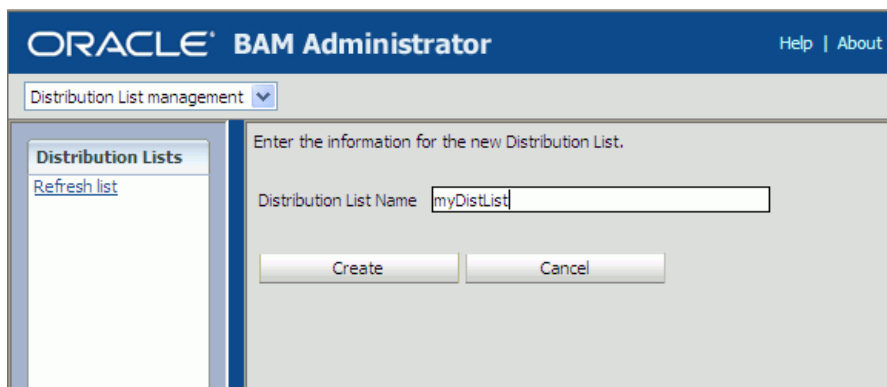 ORACLE BAM Administrator
Help | About
Distribution List management
Distribution Lists
Refresh list
Enter the information for the new Distribution List.
Distribution List Name myDistList
Create Cancel